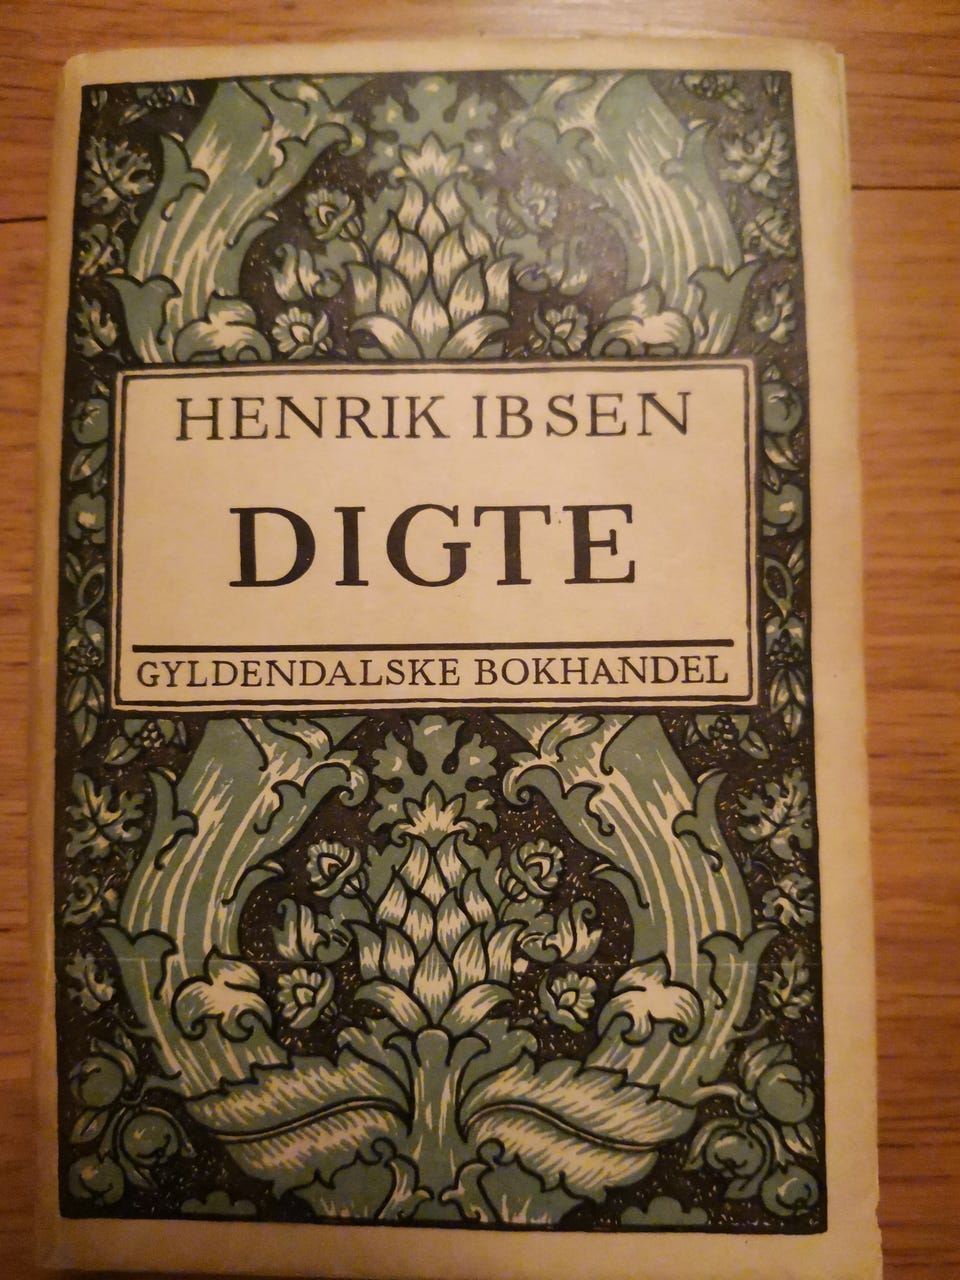 HENRIK IBSEN
DIGTE
GYLDENDALSKE BOKHANDEL